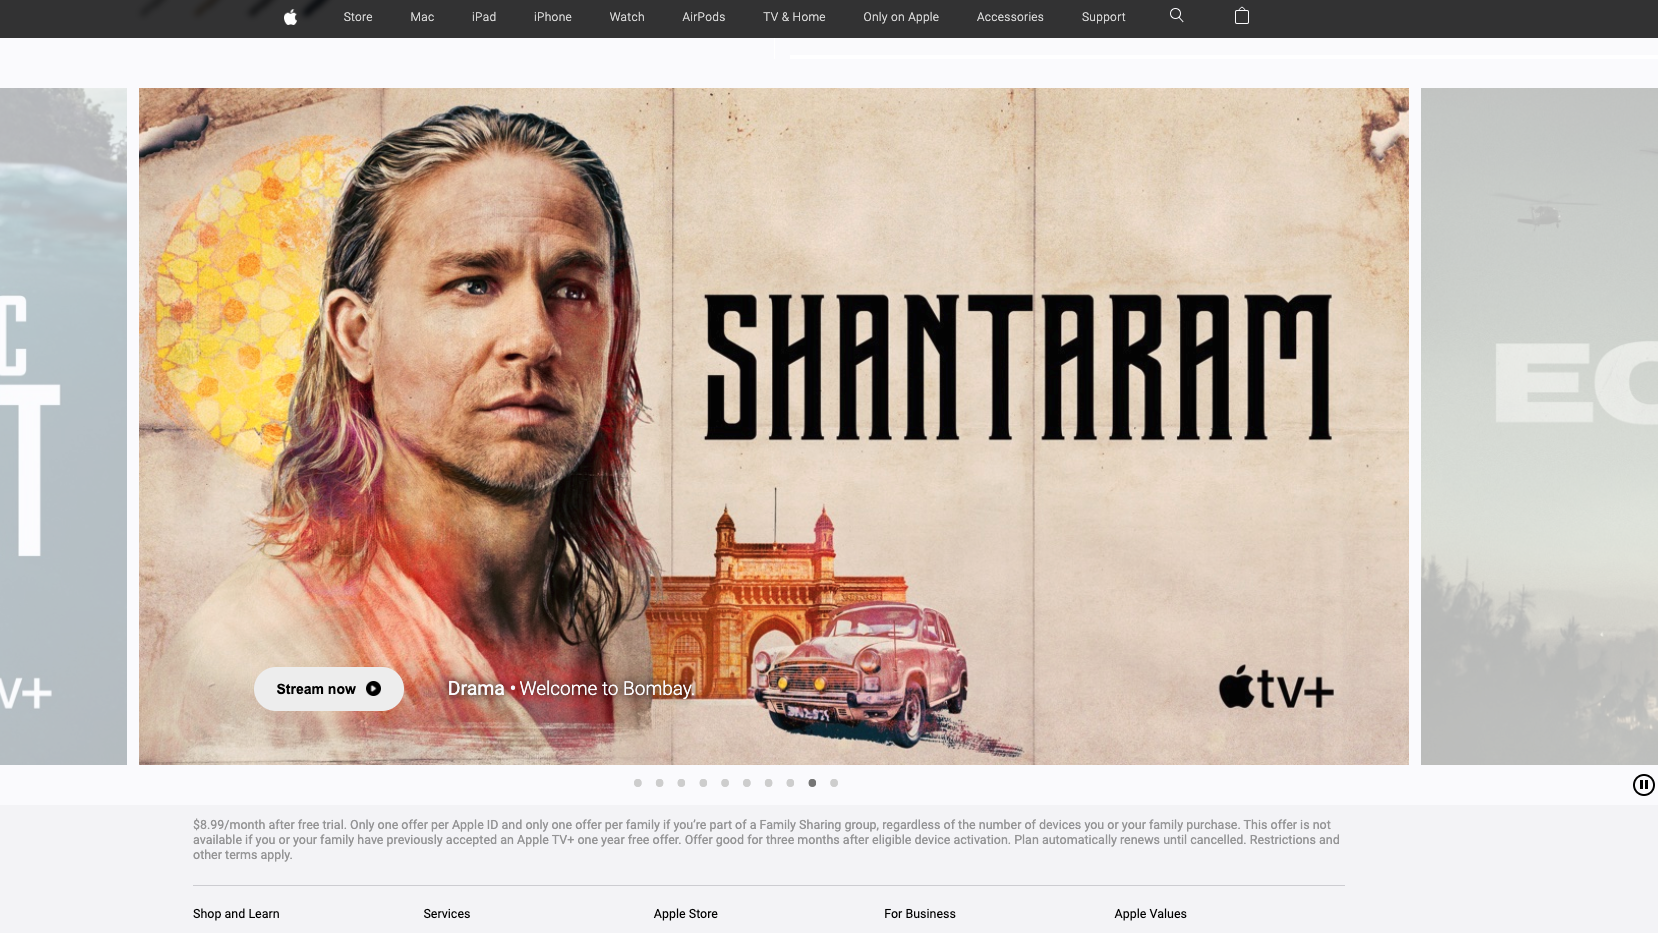 Store
Mac
iPad
iPhone
Watch
AirPods
TV & Home
Only on Apple
Accessories
Support
SHANTARAM
Stream now
Drama • Welcome to Bombay.
tv+
$8.99/month after free trial. Only one offer per Apple ID and only one offer per family if you’re part of a Family Sharing group, regardless of the number of devices you or your family purchase. This offer is not
available if you or your family have previously accepted an Apple TV+ one year free offer. Offer good for three months after eligible device activation. Plan automatically renews until cancelled. Restrictions and
other terms apply.
Shop and Learn
Services
Apple Store
For Business
Apple Values